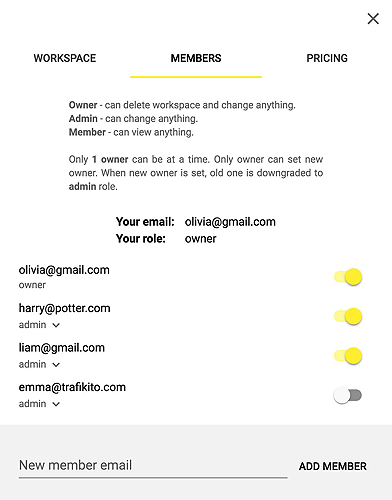 WORKSPACE MEMBERS PRICING
Owner - can delete workspace and change anything.
Admin - can change anything.
Member - can view anything.
Only 1 owner can be at a time. Only owner can set new
owner. When new owner is set, old one is downgraded to
admin role.
Your email: olivia@gmail.com
Your role: owner
olivia@gmail.com
owner
harry@potter.com
admin
liam@gmail.com
admin
emma@trafikito.com
admin
New member email ADD MEMBER